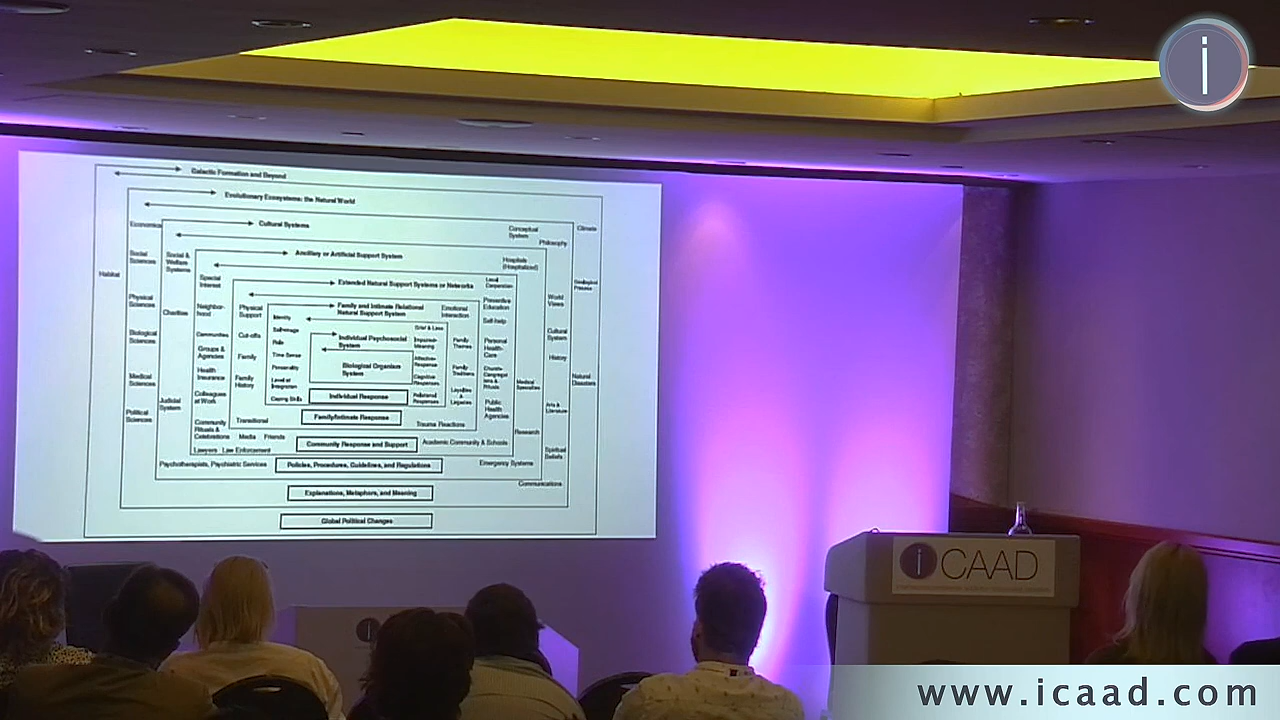 i
Galactic Formation and Beyond
Evolutionary Ecosystems: the Natural World
Economics
Cultural Systems
Conceptual
System
Climate
Philosophy
Social
Sciences
Social &
Welfare
Systems
Ancillary or Artificial Support System
Hospitals
(Hospitalized)
Habitat
Special
Interest
Extended Natural Support Systems or Networks
Local
Corporation
Geological
Physical
Sciences
Charities
Neighbor-
hood
Physical
Support
Family and Intimate Relational
Natural Support System
Emotional
Interaction
Preventive
Education
World
Views
Identity
Self-image
Grief & Loss
Self-help
Biological
Sciences
Communities
Cut-offs
Role
Individual Psychosocial
System
Impaired-
Meaning
Family
Themes
Personal
Health-
Care
Cultural
System
Groups &
Agencies
Family
Time Sense
Affective-
Response
History
Health
Insurance
Personality
Biological Organism
System
Cognitive
Responses
Family
Traditions
Medical
Sciences
Family
History
Level of
Integration
Medical
Specialties
Natural
Disasters
Judicial
System
Colleagues
at Work
Coping Skills
Individual Response
Relational
Responses
Loyalties
&
Legacies
Public
Health
Agencies
Arts &
Literature
Political
Sciences
Community
Rituals &
Celebrations
Transitional
Family/Intimate Response
Trauma Reactions
Research
Media
Friends
Community Response and Support
Academic Community & Schools
Lawyers
Law Enforcement
Spiritual
Beliefs
Psychotherapists, Psychiatric Services
Policies, Procedures, Guidelines, and Regulations
Emergency Systems
Communications
Explanations, Metaphors, and Meaning
Global Political Changes
iCAAD
i
www.icaad.com